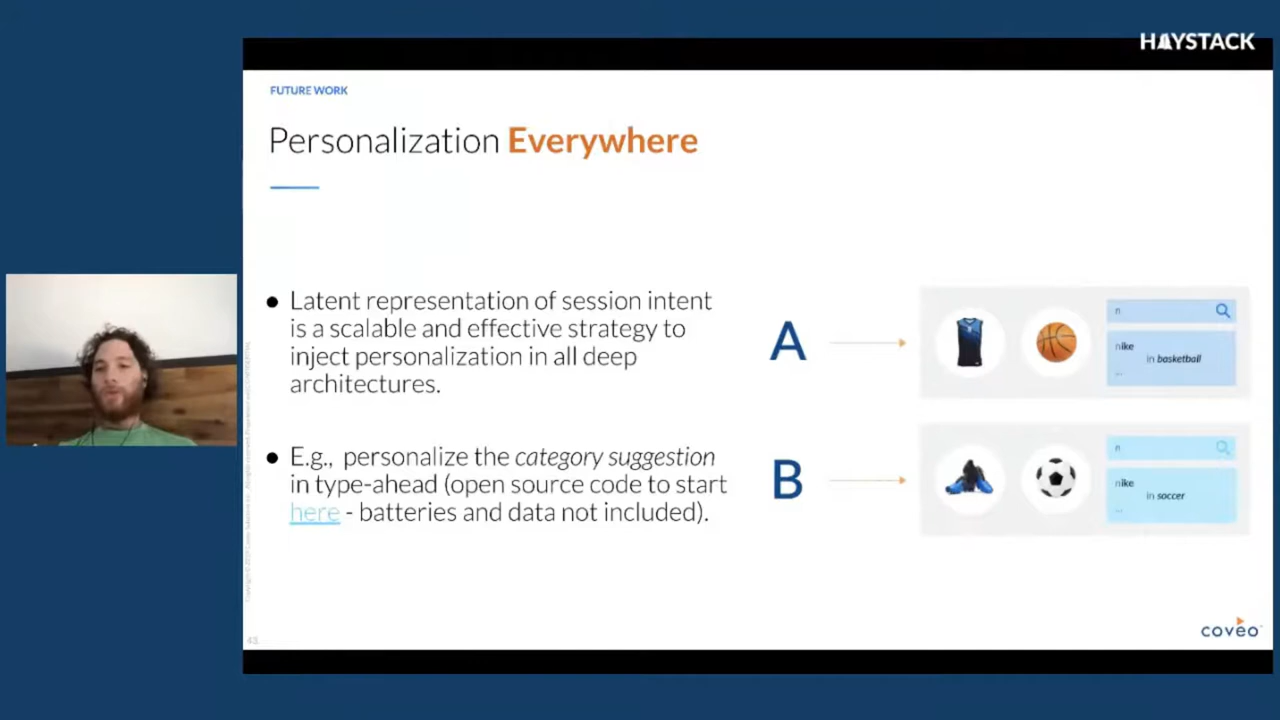 HAYSTACK
FUTURE WORK
Personalization Everywhere
● Latent representation of session intent
is a scalable and effective strategy to
inject personalization in all deep
architectures.
● E.g., personalize the category suggestion
in type-ahead (open source code to start
here - batteries and data not included).
A
n
nike
in basketball
...
B
n
nike
in soccer
...
43
coveo